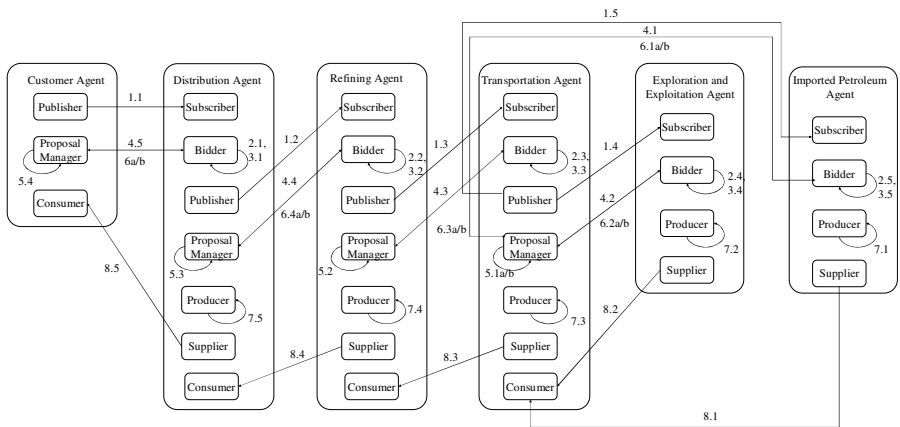 1.5
4.1
6.1a/b
Customer Agent
Publisher
1.1
Proposal
Manager
4.5
6a/b
5.4
Consumer
8.5
Distribution Agent
Subscriber
Bidder
2.1,
3.1
Publisher
1.2
4.4
6.4a/b
Proposal
Manager
5.3
Producer
7.5
Supplier
Consumer
8.4
Refining Agent
Subscriber
Bidder
2.2,
3.2
Publisher
1.3
4.3
6.3a/b
Proposal
Manager
5.2
Producer
7.4
Supplier
Consumer
8.3
Transportation Agent
Subscriber
Bidder
2.3,
3.3
Publisher
1.4
4.2
6.2a/b
Proposal
Manager
5.1a/b
Producer
7.3
Supplier
Consumer
8.2
Exploration and
Exploitation Agent
Subscriber
Bidder
2.4,
3.4
Producer
7.2
Supplier
Imported Petroleum
Agent
Subscriber
Bidder
2.5,
3.5
Producer
7.1
Supplier
8.1